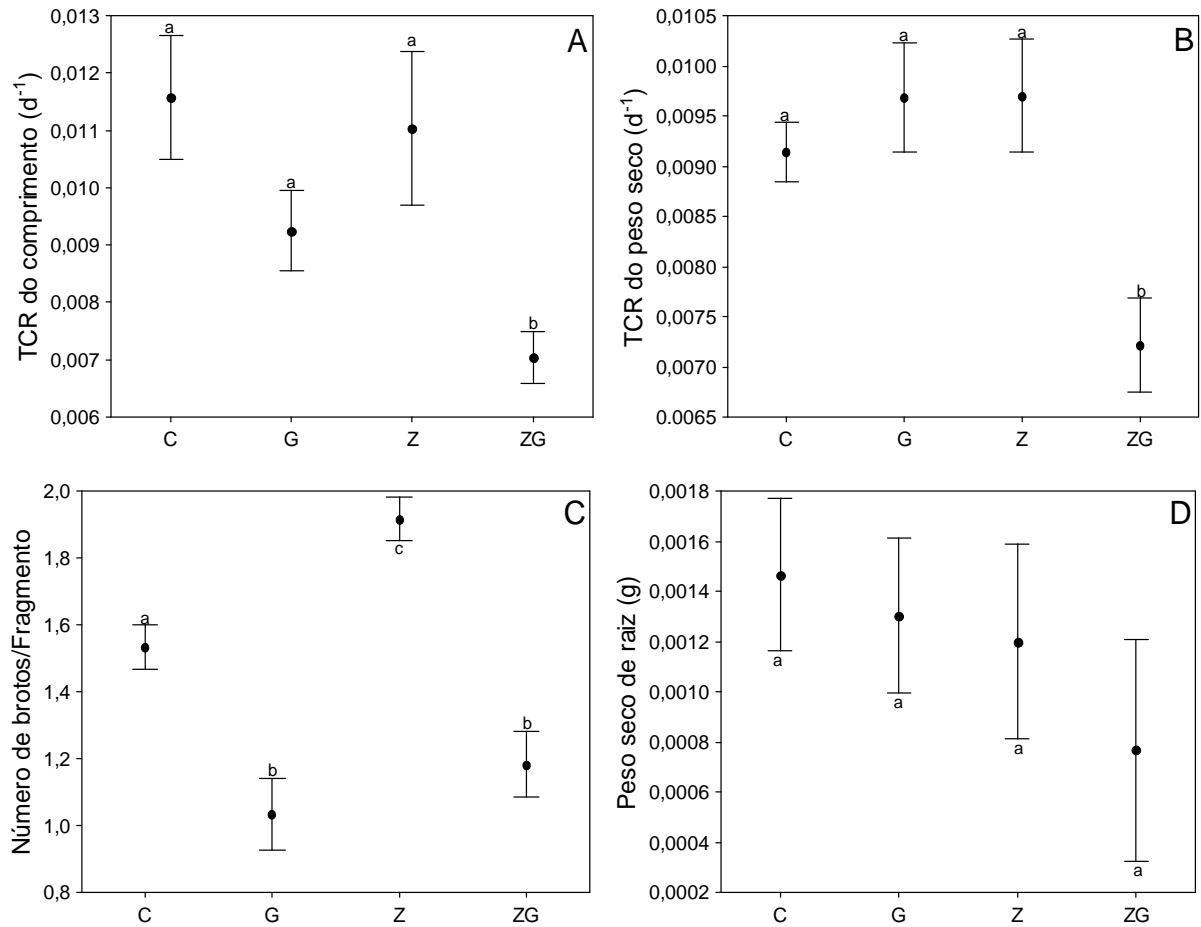 A
TCR do comprimento (d-1)
0,013
0,012
0,011
0,010
0,009
0,008
0,007
0.006
a
a
a
b
C G Z ZG
B
TCR do peso seco (d-1)
0,0105
0,0100
0,0095
0,0090
0,0085
0,0080
0,0075
0,0070
0.0065
a
a
a
b
C G Z ZG
C
Número de brotos/Fragmento
2,0
1,8
1,6
1,4
1,2
1,0
0,8
a
b
c
b
C G Z ZG
D
Peso seco de raiz (g)
0,0018
0,0016
0,0014
0,0012
0,0010
0,0008
0,0006
0,0004
0.0002
a
a
a
a
C G Z ZG